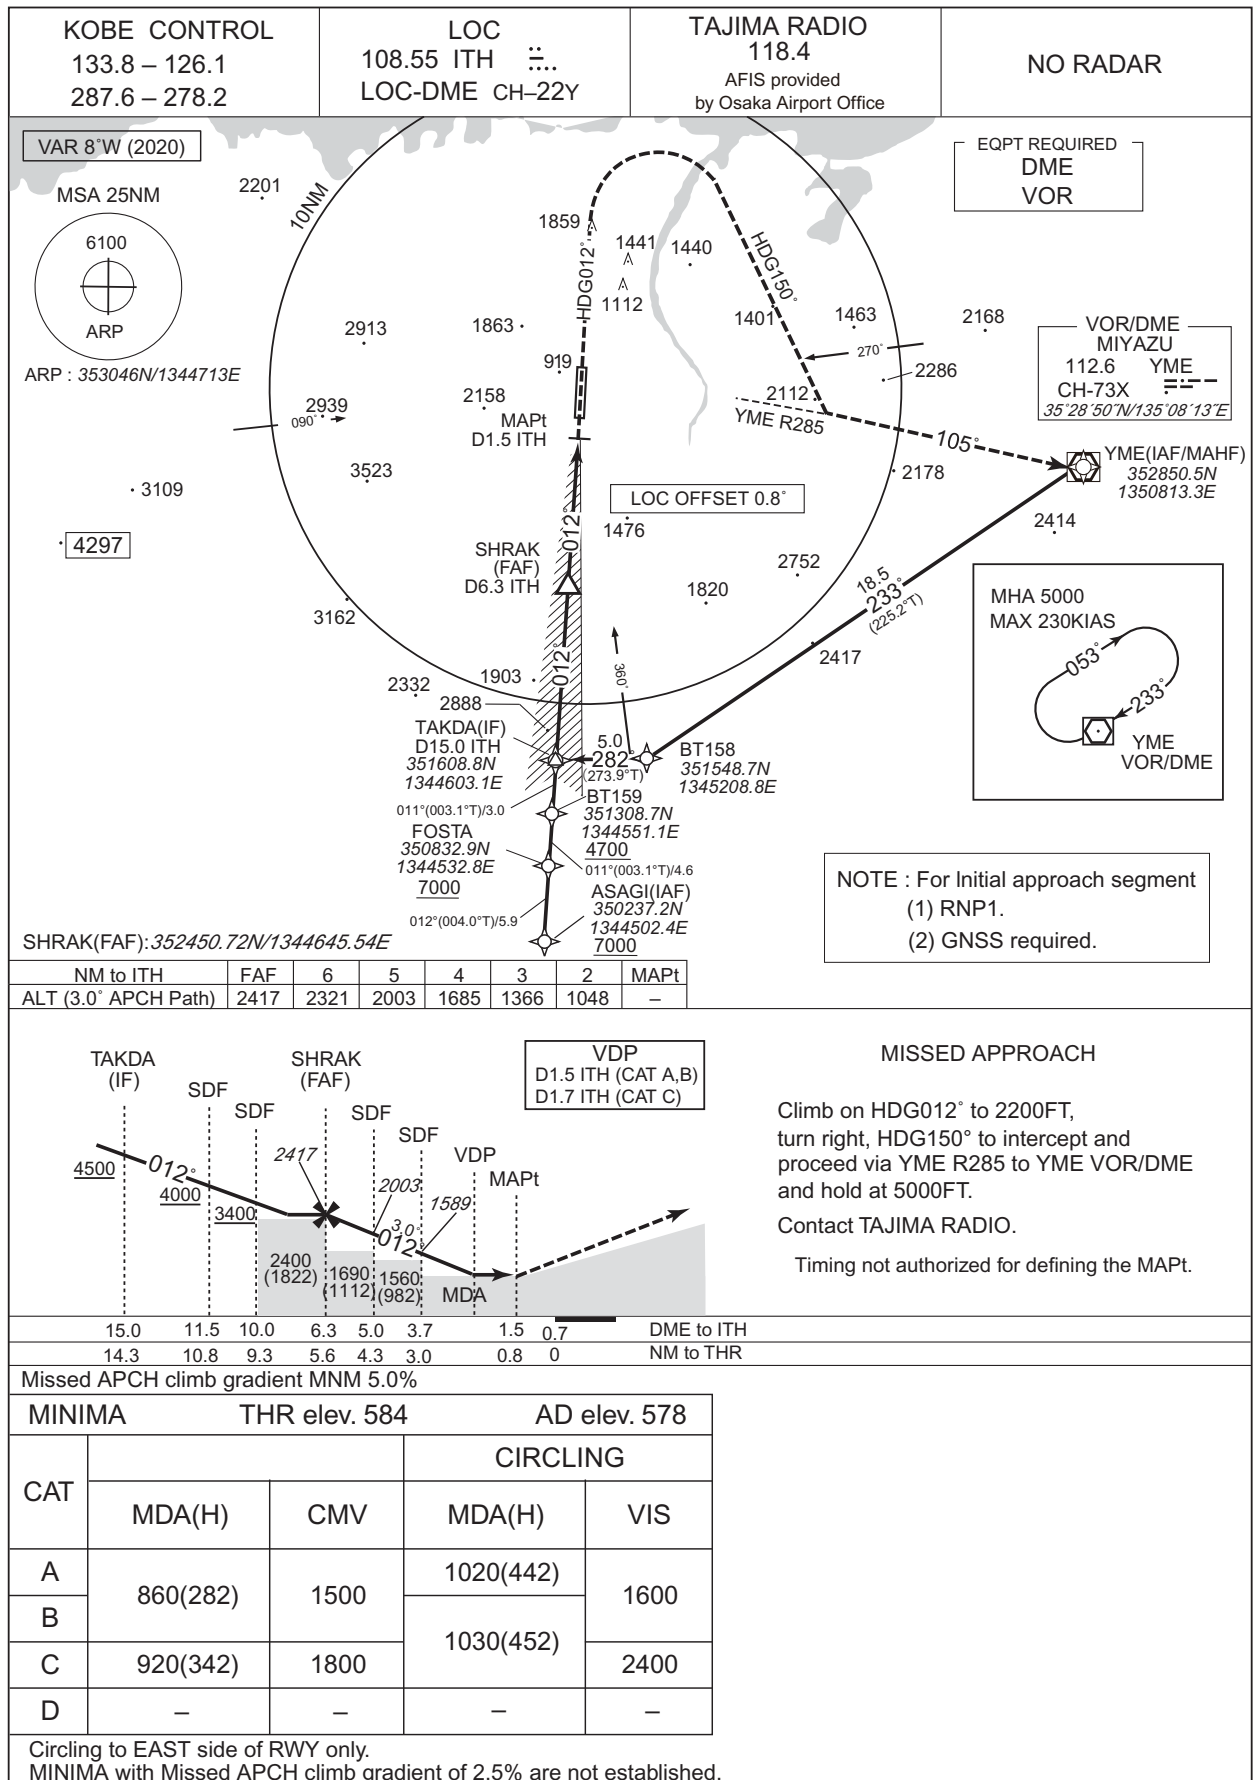 KOBE CONTROL
133.8 – 126.1
287.6 – 278.2
LOC
108.55 ITH
LOC-DME CH–22Y
TAJIMA RADIO
118.4
AFIS provided
by Osaka Airport Office
NO RADAR
VAR 8°W (2020)
MSA 25NM
6100
ARP
ARP : 353046N/1344713E
EQPT REQUIRED
DME
VOR
VOR/DME
MIYAZU
112.6 YME
CH-73X
35°28´50˝N/135°08´13˝E
2201
10NM
1859
1441
1440
1112
HDG012°
HDG150°
2913
1863
1401
1463
2168
919
270°
2286
2939
090°
2158
2112
YME R285
MAPt
D1.5 ITH
105°
YME(IAF/MAHF)
352850.5N
1350813.3E
3523
2178
3109
LOC OFFSET 0.8°
4297
012°
1476
2414
SHRAK
(FAF)
D6.3 ITH
2752
1820
18.5
233°
(225.2°T)
3162
2417
MHA 5000
MAX 230KIAS
053°
233°
YME
VOR/DME
012°
360°
1903
2332
2888
TAKDA(IF)
D15.0 ITH
351608.8N
1344603.1E
5.0
282°
(273.9°T)
BT158
351548.7N
1345208.8E
011°(003.1°T)/3.0
BT159
351308.7N
1344551.1E
4700
FOSTA
350832.9N
1344532.8E
7000
011°(003.1°T)/4.6
ASAGI(IAF)
350237.2N
1344502.4E
7000
012°(004.0°T)/5.9
NOTE : For Initial approach segment
(1) RNP1.
(2) GNSS required.
SHRAK(FAF):352450.72N/1344645.54E
NM to ITH FAF 6 5 4 3 2 MAPt
ALT (3.0° APCH Path) 2417 2321 2003 1685 1366 1048 –
TAKDA
(IF)
SDF
SDF
SHRAK
(FAF)
SDF
SDF
VDP
MAPt
VDP
D1.5 ITH (CAT A,B)
D1.7 ITH (CAT C)
4500
012°
4000
3400
2417
2003
1589
3.0°
012°
2400
(1822)
1690
(1112)
1560
(982)
MDA
15.0 11.5 10.0 6.3 5.0 3.7 1.5 0.7 DME to ITH
14.3 10.8 9.3 5.6 4.3 3.0 0.8 0 NM to THR
MISSED APPROACH
Climb on HDG012° to 2200FT,
turn right, HDG150° to intercept and
proceed via YME R285 to YME VOR/DME
and hold at 5000FT.
Contact TAJIMA RADIO.
Timing not authorized for defining the MAPt.
Missed APCH climb gradient MNM 5.0%
MINIMA THR elev. 584 AD elev. 578
CAT
CIRCLING
MDA(H) CMV MDA(H) VIS
A 860(282) 1500 1020(442) 1600
B 1030(452)
C 920(342) 1800 2400
D – – – –
Circling to EAST side of RWY only.
MINIMA with Missed APCH climb gradient of 2.5% are not established.